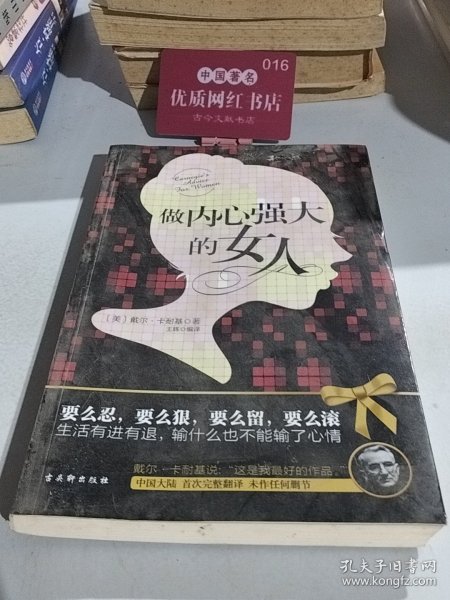 016
中国著名
优质网红书店
古今文献书店
Carnegie's
Advice
For Women
做内心强大
的女人
[美]戴尔·卡耐基◎著
王辉◎编译
要么忍，要么狠，要么留，要么滚
生活有进有退，输什么也不能输了心情
戴尔·卡耐基说：“这是我最好的作品。”
中国大陆 首次完整翻译 未作任何删节
古吴轩出版社
孔夫子旧书网
www.kongfz.com